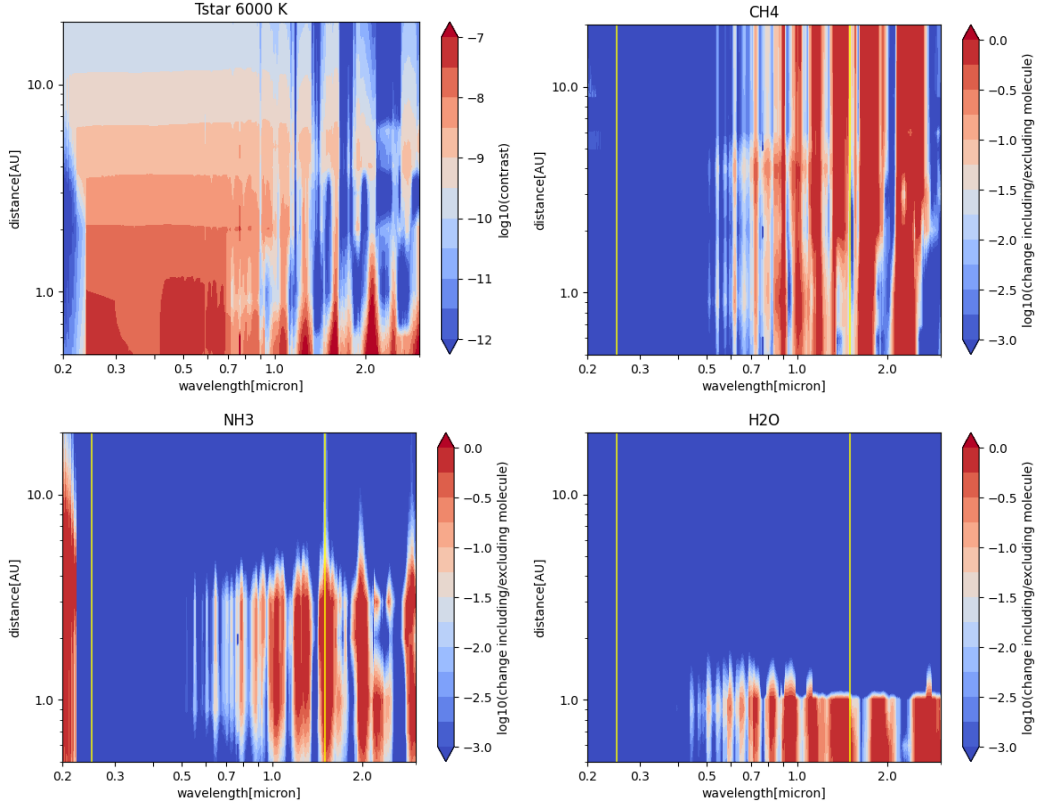 Tstar 6000 K
distance[AU]
10.0
1.0
0.2 0.3 0.5 0.7 1.0 2.0
wavelength[micron]
−7
−8
−9
−10
−11
−12
log10(contrast)
CH4
distance[AU]
10.0
1.0
0.2 0.3 0.5 0.7 1.0 2.0
wavelength[micron]
0.0
−0.5
−1.0
−1.5
−2.0
−2.5
−3.0
log10(change including/excluding molecule)
NH3
distance[AU]
10.0
1.0
0.2 0.3 0.5 0.7 1.0 2.0
wavelength[micron]
0.0
−0.5
−1.0
−1.5
−2.0
−2.5
−3.0
log10(change including/excluding molecule)
H2O
distance[AU]
10.0
1.0
0.2 0.3 0.5 0.7 1.0 2.0
wavelength[micron]
0.0
−0.5
−1.0
−1.5
−2.0
−2.5
−3.0
log10(change including/excluding molecule)